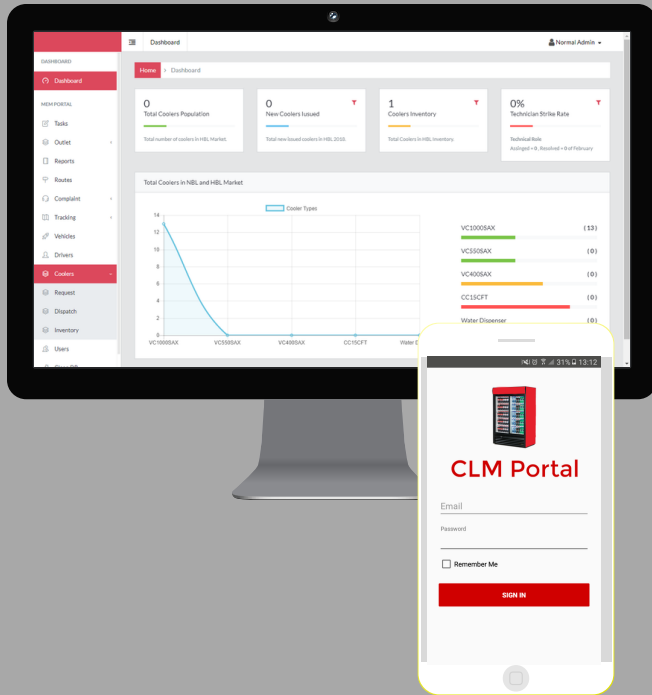 Dashboard
Normal Admin
DASHBOARD
Dashboard
MEM PORTAL
Tasks
Outlet
Reports
Routes
Complaint
Tracking
Vehicles
Drivers
Coolers
Request
Dispatch
Inventory
Users
Home › Dashboard
0
Total Coolers Population
Total number of coolers in HBL Market.
0
New Coolers Iuused
Total new issued coolers in HBL 2018.
1
Coolers Inventory
Total Coolers in HBL Inventory.
0%
Technician Strike Rate
Technical Role
Assinged = 0 , Resolved = 0 of February
Total Coolers in NBL and HBL Market
Cooler Types
14
12
10
8
6
4
2
0
VC1000SAX VC550SAX VC400SAX CC15CFT Water D
VC1000SAX (13)
VC550SAX (0)
VC400SAX (0)
CC15CFT (0)
Water Dispenser (0)
31% 13:12
CLM Portal
Email
Password
Remember Me
SIGN IN